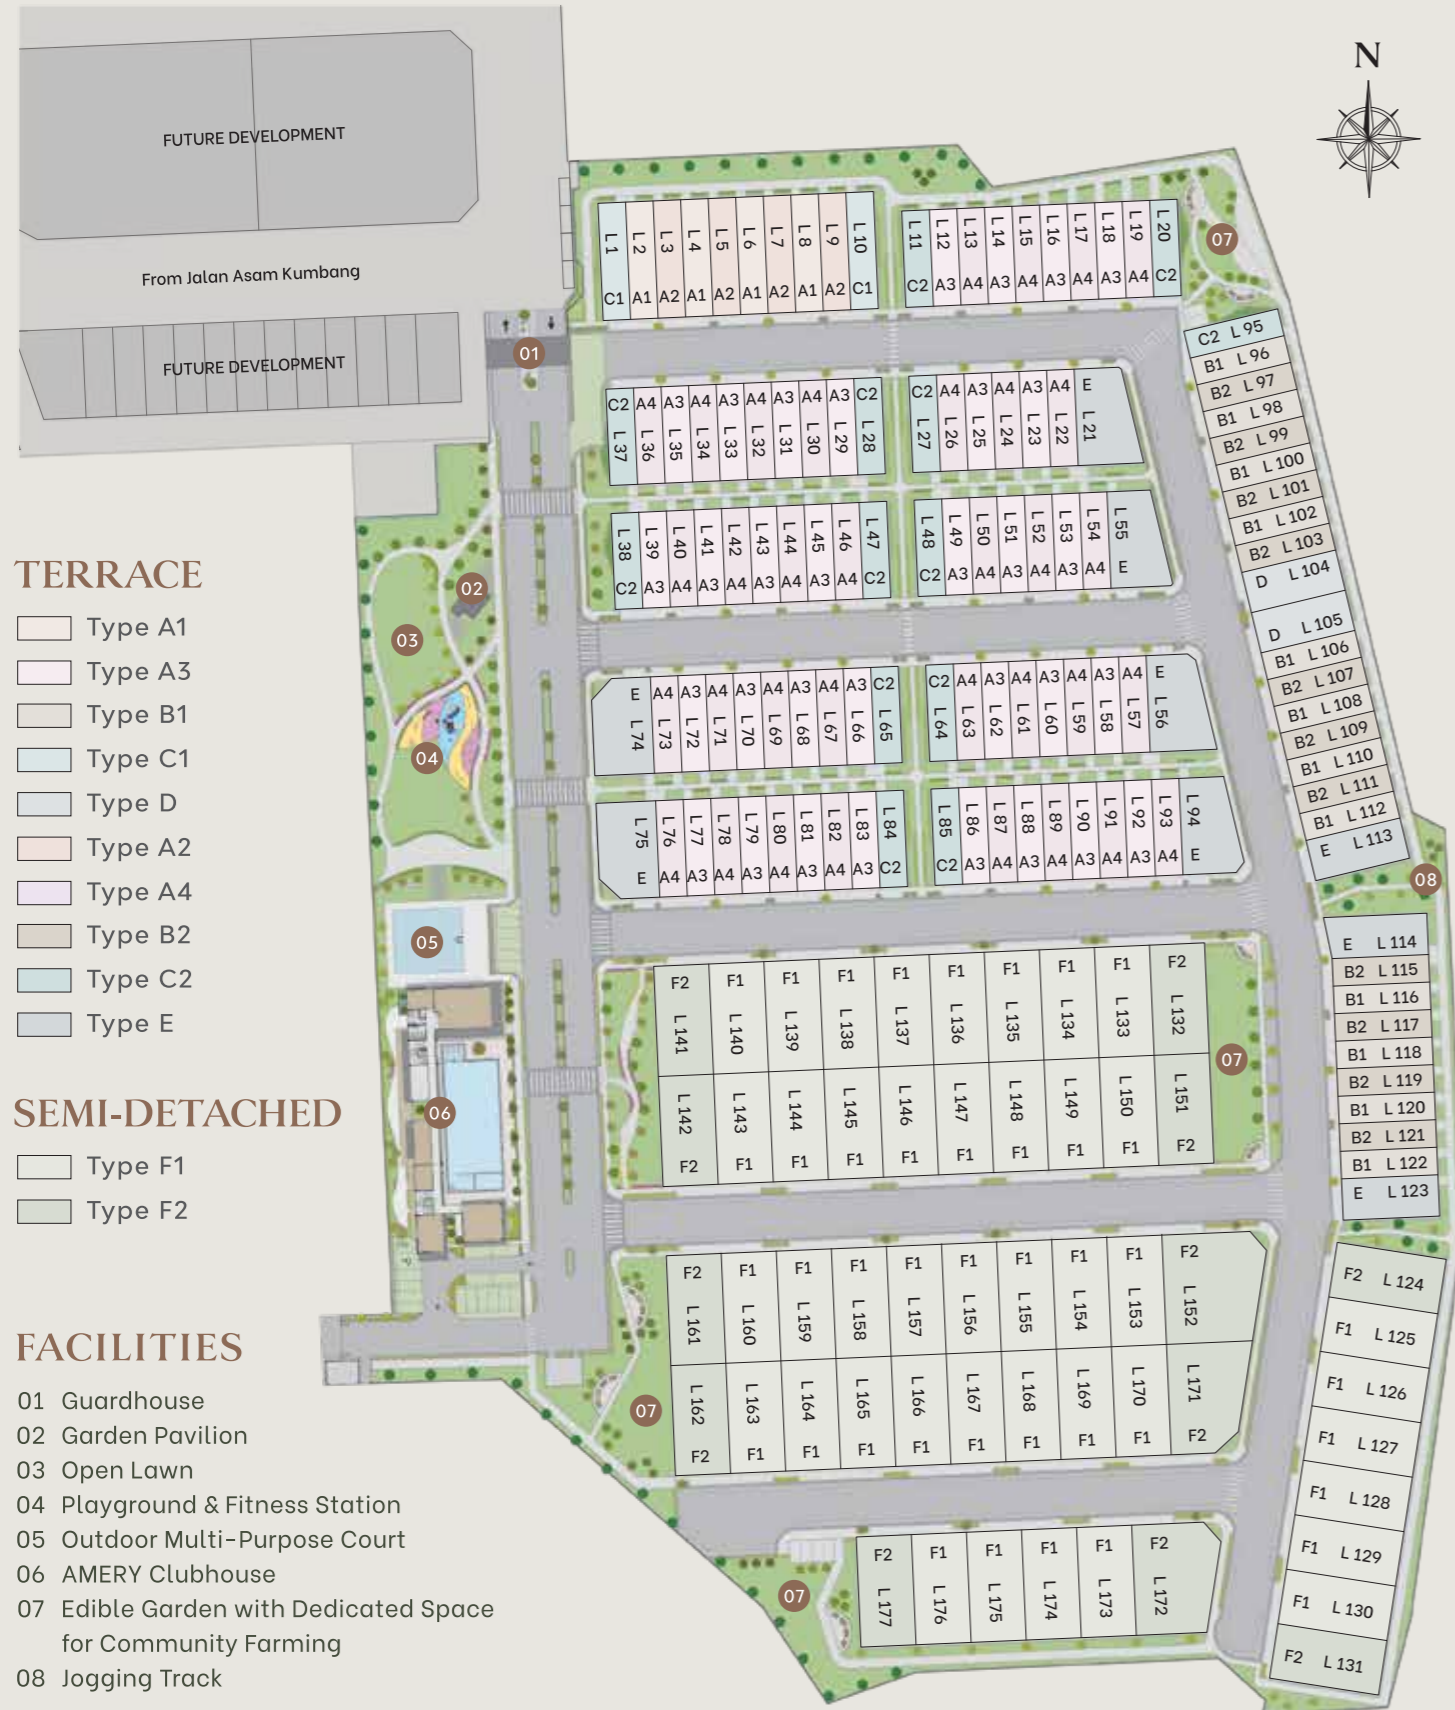 FUTURE DEVELOPMENT
From Jalan Asam Kumbang
FUTURE DEVELOPMENT
N
01
02
03
04
05
06
07
07
07
07
08
L 1 L 2 L 3 L 4 L 5 L 6 L 7 L 8 L 9 L 10
C1 A1 A2 A1 A2 A1 A2 A1 A2 C1
L 11 L 12 L 13 L 14 L 15 L 16 L 17 L 18 L 19 L 20
C2 A3 A4 A3 A4 A3 A4 A3 A4 C2
C2 A4 A3 A4 A3 A4 A3 A4 A3 C2
L 37 L 36 L 35 L 34 L 33 L 32 L 31 L 30 L 29 L 28
C2 A4 A3 A4 A3 A4 E
L 27 L 26 L 25 L 24 L 23 L 22 L 21
L 38 L 39 L 40 L 41 L 42 L 43 L 44 L 45 L 46 L 47
C2 A3 A4 A3 A4 A3 A4 A3 A4 C2
L 48 L 49 L 50 L 51 L 52 L 53 L 54 L 55
C2 A3 A4 A3 A4 A3 A4 E
E A4 A3 A4 A3 A4 A3 A4 A3 C2
L 74 L 73 L 72 L 71 L 70 L 69 L 68 L 67 L 66 L 65
C2 A4 A3 A4 A3 A4 A3 A4 E
L 64 L 63 L 62 L 61 L 60 L 59 L 58 L 57 L 56
L 75 L 76 L 77 L 78 L 79 L 80 L 81 L 82 L 83 L 84
E A4 A3 A4 A3 A4 A3 A4 A3 C2
L 85 L 86 L 87 L 88 L 89 L 90 L 91 L 92 L 93 L 94
C2 A3 A4 A3 A4 A3 A4 A3 A4 E
C2 L 95
B1 L 96
B2 L 97
B1 L 98
B2 L 99
B1 L 100
B2 L 101
B1 L 102
B2 L 103
D L 104
D L 105
B1 L 106
B2 L 107
B1 L 108
B2 L 109
B1 L 110
B2 L 111
B1 L 112
E L 113
E L 114
B2 L 115
B1 L 116
B2 L 117
B1 L 118
B2 L 119
B1 L 120
B2 L 121
B1 L 122
E L 123
F2 L 124
F1 L 125
F1 L 126
F1 L 127
F1 L 128
F1 L 129
F1 L 130
F2 L 131
F2 F1 F1 F1 F1 F1 F1 F1 F1 F2
L 141 L 140 L 139 L 138 L 137 L 136 L 135 L 134 L 133 L 132
L 142 L 143 L 144 L 145 L 146 L 147 L 148 L 149 L 150 L 151
F2 F1 F1 F1 F1 F1 F1 F1 F1 F2
F2 F1 F1 F1 F1 F1 F1 F1 F1 F2
L 161 L 160 L 159 L 158 L 157 L 156 L 155 L 154 L 153 L 152
L 162 L 163 L 164 L 165 L 166 L 167 L 168 L 169 L 170 L 171
F2 F1 F1 F1 F1 F1 F1 F1 F1 F2
F2 F1 F1 F1 F1 F2
L 177 L 176 L 175 L 174 L 173 L 172
TERRACE
Type A1
Type A3
Type B1
Type C1
Type D
Type A2
Type A4
Type B2
Type C2
Type E
SEMI-DETACHED
Type F1
Type F2
FACILITIES
01 Guardhouse
02 Garden Pavilion
03 Open Lawn
04 Playground & Fitness Station
05 Outdoor Multi-Purpose Court
06 AMERY Clubhouse
07 Edible Garden with Dedicated Space
for Community Farming
08 Jogging Track